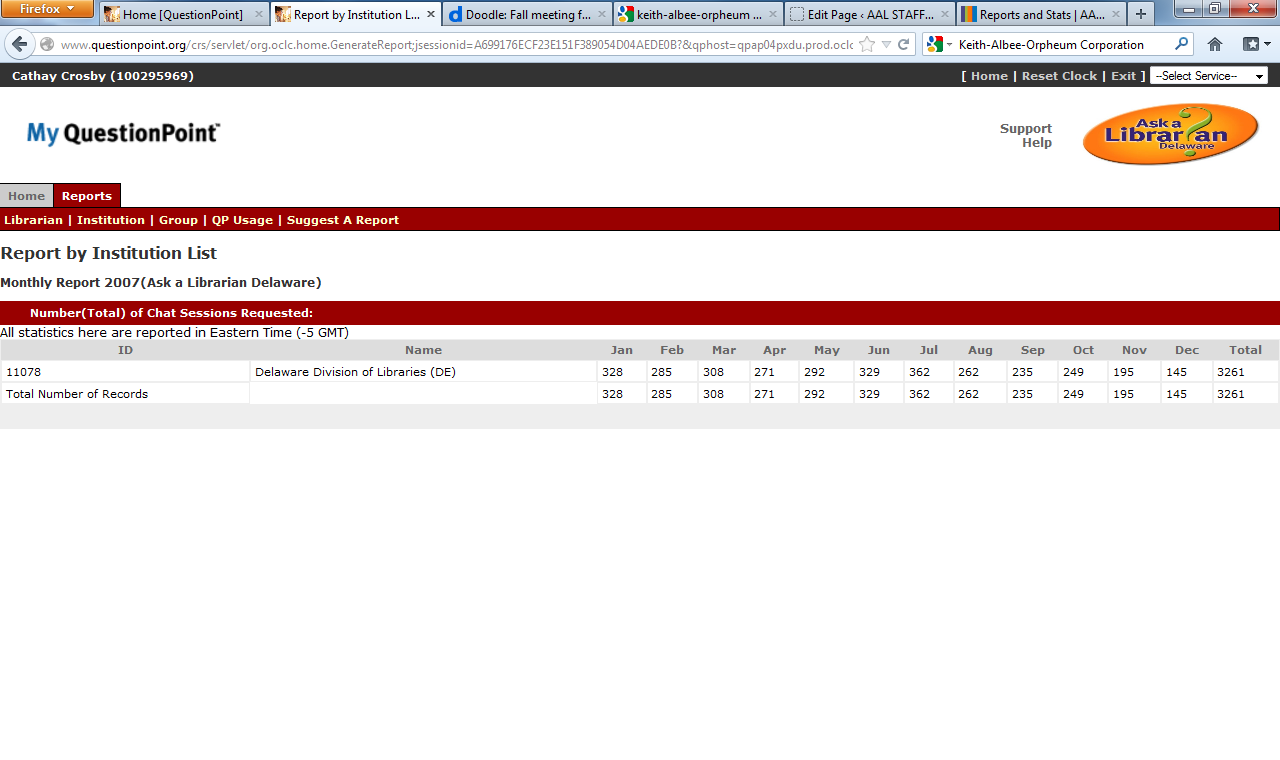 Firefox
Home [QuestionPoint]
Report by Institution L...
Doodle: Fall meeting f...
keith-albee-orpheum ...
Edit Page ‹ AAL STAFF...
Reports and Stats | AA...
www.questionpoint.org/crs/servlet/org.oclc.home.GenerateReport;jsessionid=A699176ECF23E151F389054D04AEDE0B?&qphost=qpap04pxdu.prod.oclc
Keith-Albee-Orpheum Corporation
Cathay Crosby (100295969)
[ Home | Reset Clock | Exit ] --Select Service--
My QuestionPoint™
Support
Help
Ask a
Librarian
Delaware
Home Reports
Librarian | Institution | Group | QP Usage | Suggest A Report
Report by Institution List
Monthly Report 2007(Ask a Librarian Delaware)
Number(Total) of Chat Sessions Requested:
All statistics here are reported in Eastern Time (-5 GMT)
ID Name Jan Feb Mar Apr May Jun Jul Aug Sep Oct Nov Dec Total
11078 Delaware Division of Libraries (DE) 328 285 308 271 292 329 362 262 235 249 195 145 3261
Total Number of Records 328 285 308 271 292 329 362 262 235 249 195 145 3261